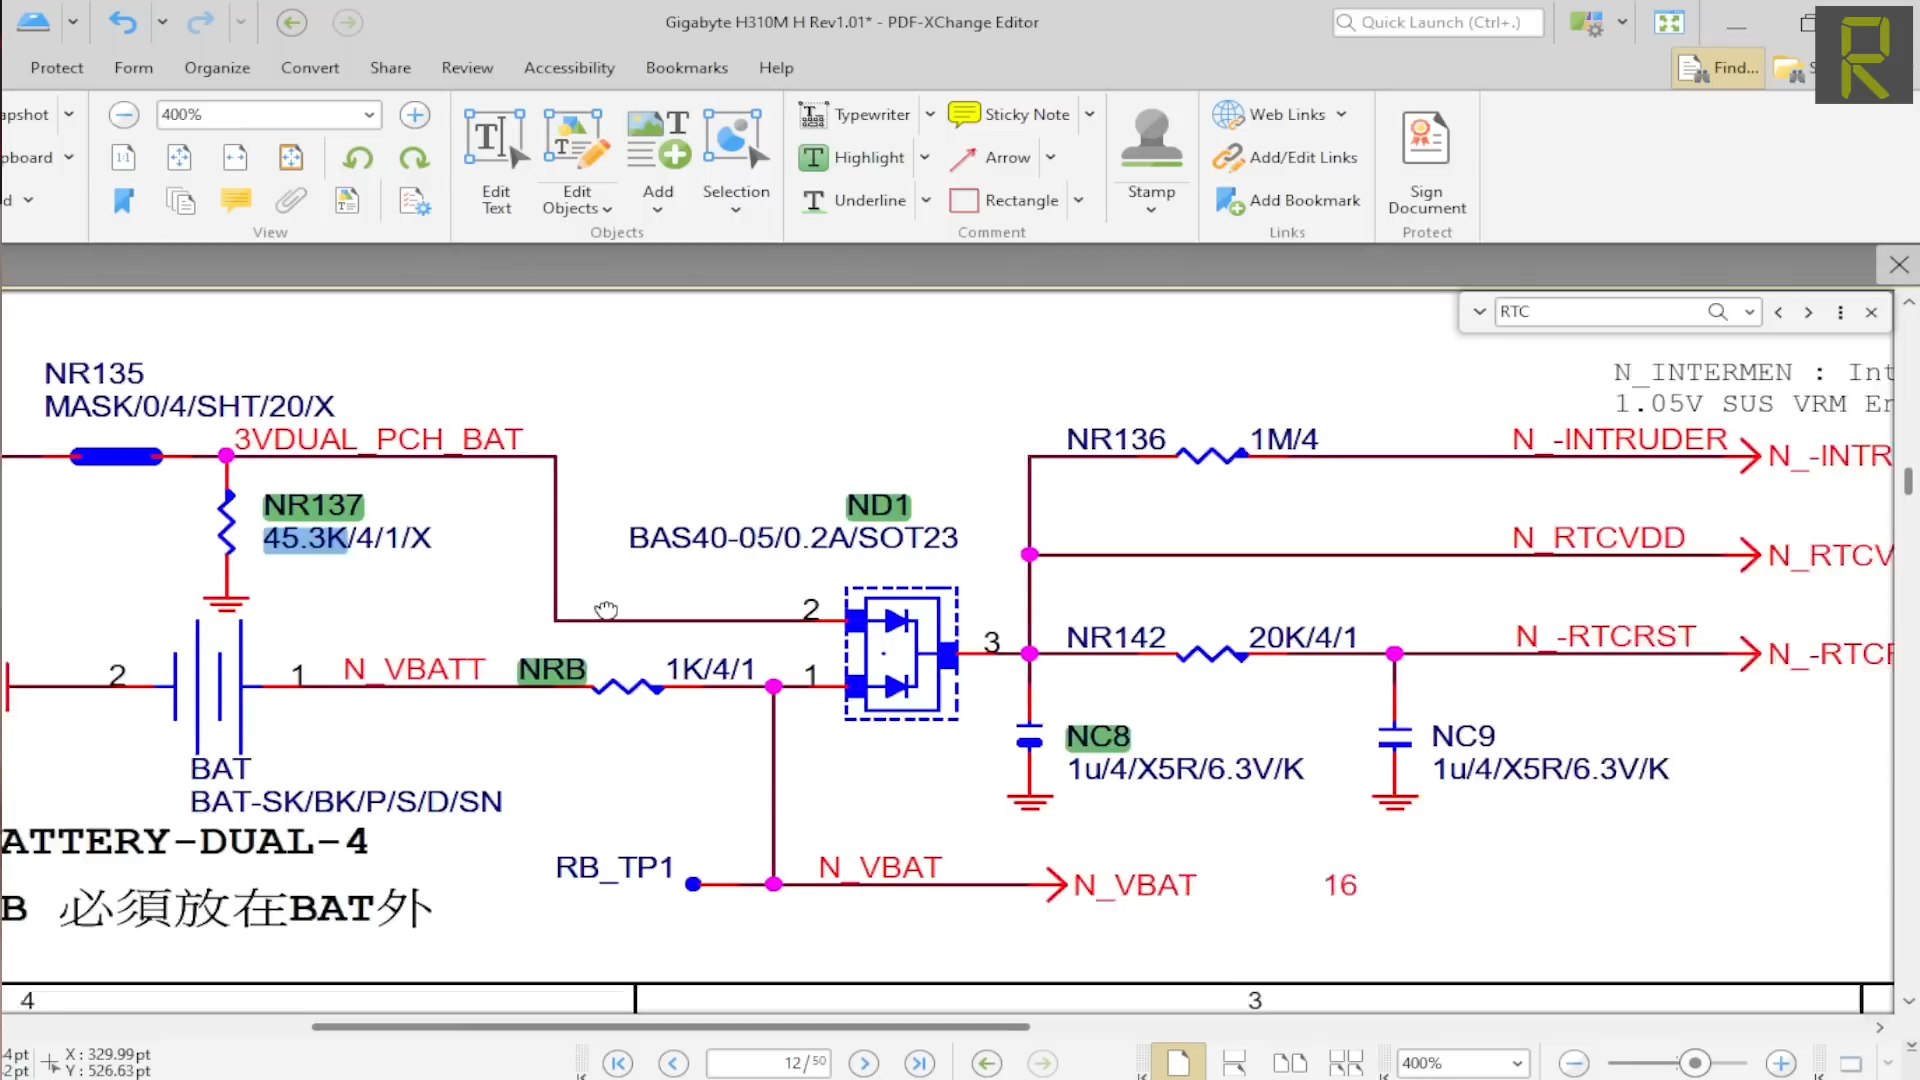 Gigabyte H310M H Rev1.01* - PDF-XChange Editor
Quick Launch (Ctrl+.)
Protect Form Organize Convert Share Review Accessibility Bookmarks Help
Find...
R
apshot
pboard
d
400%
View
Edit Text
Edit Objects
Add
Selection
Objects
Typewriter
Sticky Note
Highlight
Arrow
Underline
Rectangle
Comment
Stamp
Web Links
Add/Edit Links
Add Bookmark
Links
Sign Document
Protect
RTC
NR135
MASK/0/4/SHT/20/X
3VDUAL_PCH_BAT
NR137
45.3K/4/1/X
ND1
BAS40-05/0.2A/SOT23
N_INTERMEN : Int
1.05V SUS VRM En
NR136 1M/4 N_-INTRUDER N_-INTR
N_RTCVDD N_RTCV
2
3
NR142 20K/4/1 N_-RTCRST
2 1 N_VBATT NRB 1K/4/1 1
BAT
BAT-SK/BK/P/S/D/SN
NC8
1u/4/X5R/6.3V/K
NC9
1u/4/X5R/6.3V/K
ATTERY-DUAL-4
RB_TP1 N_VBAT N_VBAT 16
B 必須放在BAT外
4 3
4pt X : 329.99pt
2pt Y : 526.63pt
12/50
400%